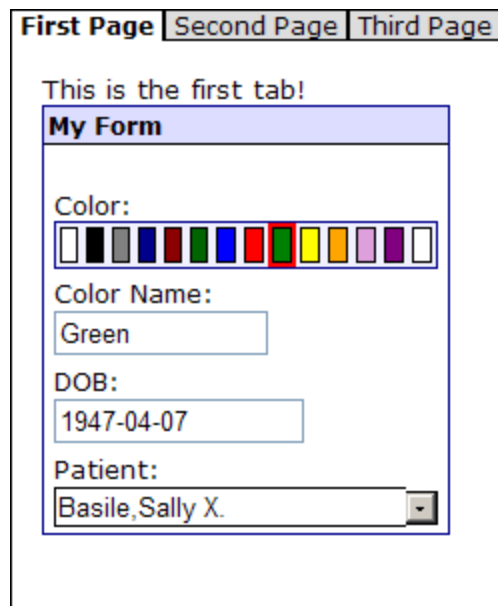 First Page Second Page Third Page
This is the first tab!
My Form
Color:
Color Name:
Green
DOB:
1947-04-07
Patient:
Basile,Sally X.